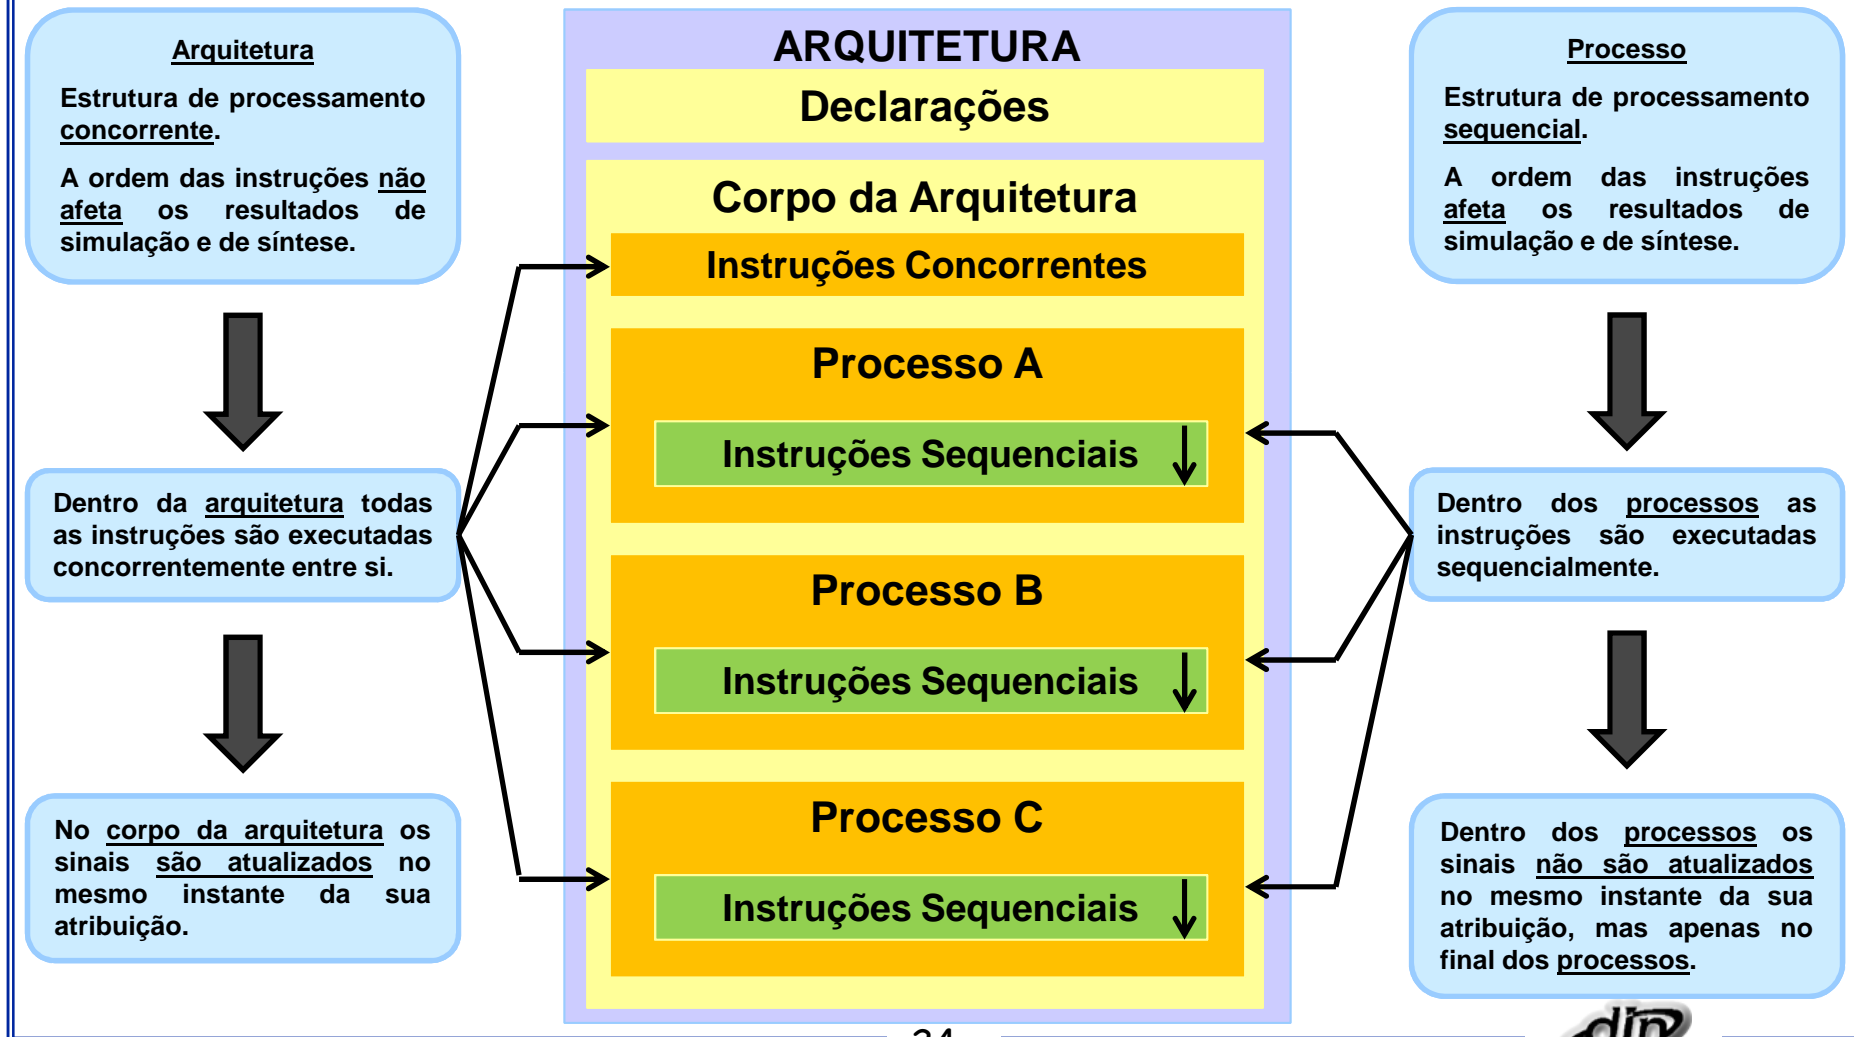 Arquitetura
Estrutura de processamento
concorrente.
A ordem das instruções não
afeta os resultados de
simulação e de síntese.
Dentro da arquitetura todas
as instruções são executadas
concorrentemente entre si.
No corpo da arquitetura os
sinais são atualizados no
mesmo instante da sua
atribuição.
ARQUITETURA
Declarações
Corpo da Arquitetura
Instruções Concorrentes
Processo A
Instruções Sequenciais
Processo B
Instruções Sequenciais
Processo C
Instruções Sequenciais
Processo
Estrutura de processamento
sequencial.
A ordem das instruções
afeta os resultados de
simulação e de síntese.
Dentro dos processos as
instruções são executadas
sequencialmente.
Dentro dos processos os
sinais não são atualizados
no mesmo instante da sua
atribuição, mas apenas no
final dos processos.